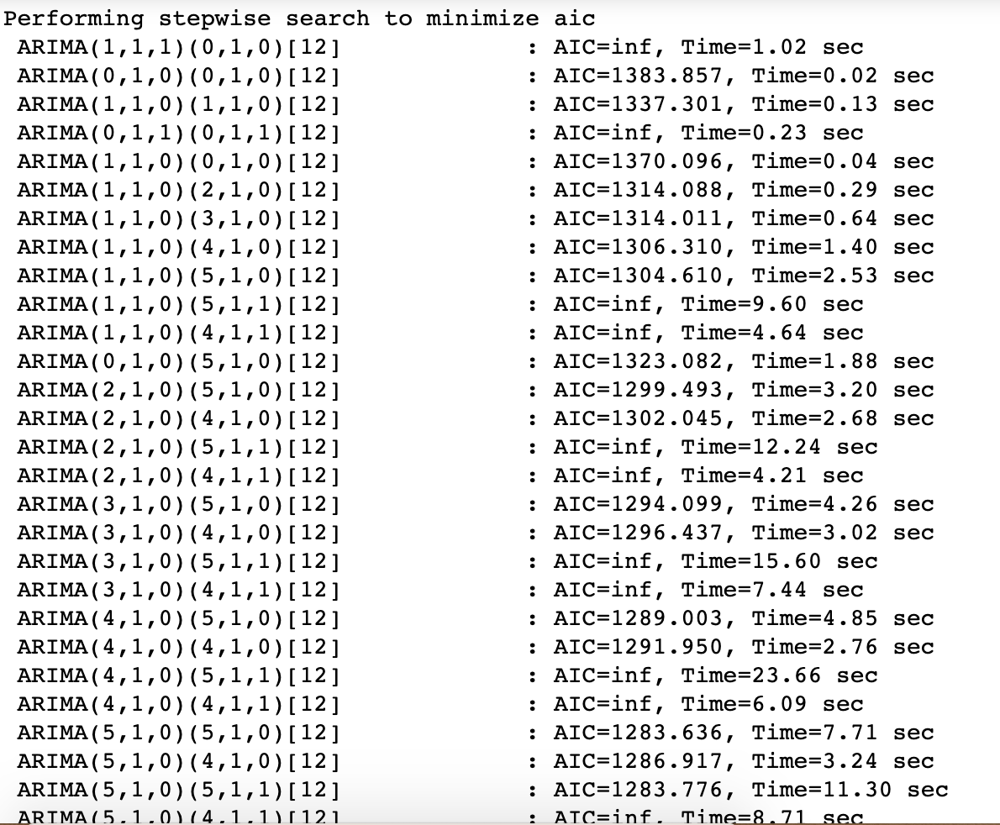 Performing stepwise search to minimize aic
ARIMA(1,1,1)(0,1,0)[12] : AIC=inf, Time=1.02 sec
ARIMA(0,1,0)(0,1,0)[12] : AIC=1383.857, Time=0.02 sec
ARIMA(1,1,0)(1,1,0)[12] : AIC=1337.301, Time=0.13 sec
ARIMA(0,1,1)(0,1,1)[12] : AIC=inf, Time=0.23 sec
ARIMA(1,1,0)(0,1,0)[12] : AIC=1370.096, Time=0.04 sec
ARIMA(1,1,0)(2,1,0)[12] : AIC=1314.088, Time=0.29 sec
ARIMA(1,1,0)(3,1,0)[12] : AIC=1314.011, Time=0.64 sec
ARIMA(1,1,0)(4,1,0)[12] : AIC=1306.310, Time=1.40 sec
ARIMA(1,1,0)(5,1,0)[12] : AIC=1304.610, Time=2.53 sec
ARIMA(1,1,0)(5,1,1)[12] : AIC=inf, Time=9.60 sec
ARIMA(1,1,0)(4,1,1)[12] : AIC=inf, Time=4.64 sec
ARIMA(0,1,0)(5,1,0)[12] : AIC=1323.082, Time=1.88 sec
ARIMA(2,1,0)(5,1,0)[12] : AIC=1299.493, Time=3.20 sec
ARIMA(2,1,0)(4,1,0)[12] : AIC=1302.045, Time=2.68 sec
ARIMA(2,1,0)(5,1,1)[12] : AIC=inf, Time=12.24 sec
ARIMA(2,1,0)(4,1,1)[12] : AIC=inf, Time=4.21 sec
ARIMA(3,1,0)(5,1,0)[12] : AIC=1294.099, Time=4.26 sec
ARIMA(3,1,0)(4,1,0)[12] : AIC=1296.437, Time=3.02 sec
ARIMA(3,1,0)(5,1,1)[12] : AIC=inf, Time=15.60 sec
ARIMA(3,1,0)(4,1,1)[12] : AIC=inf, Time=7.44 sec
ARIMA(4,1,0)(5,1,0)[12] : AIC=1289.003, Time=4.85 sec
ARIMA(4,1,0)(4,1,0)[12] : AIC=1291.950, Time=2.76 sec
ARIMA(4,1,0)(5,1,1)[12] : AIC=inf, Time=23.66 sec
ARIMA(4,1,0)(4,1,1)[12] : AIC=inf, Time=6.09 sec
ARIMA(5,1,0)(5,1,0)[12] : AIC=1283.636, Time=7.71 sec
ARIMA(5,1,0)(4,1,0)[12] : AIC=1286.917, Time=3.24 sec
ARIMA(5,1,0)(5,1,1)[12] : AIC=1283.776, Time=11.30 sec
ARIMA(5,1,0)(4,1,1)[12] : AIC=inf, Time=8.71 sec